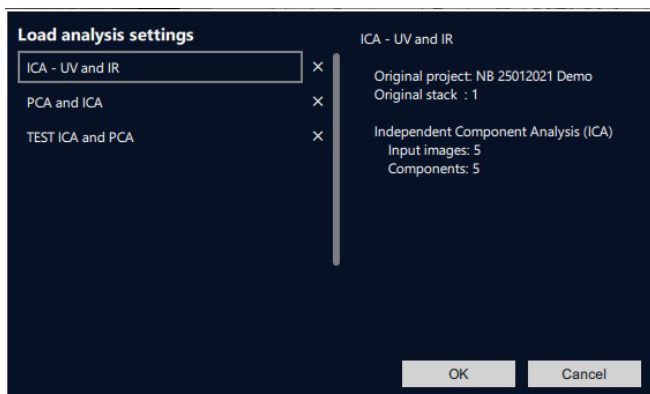 Load analysis settings
ICA - UV and IR
PCA and ICA
TEST ICA and PCA
ICA - UV and IR
Original project: NB 25012021 Demo
Original stack : 1
Independent Component Analysis (ICA)
Input images: 5
Components: 5
OK
Cancel